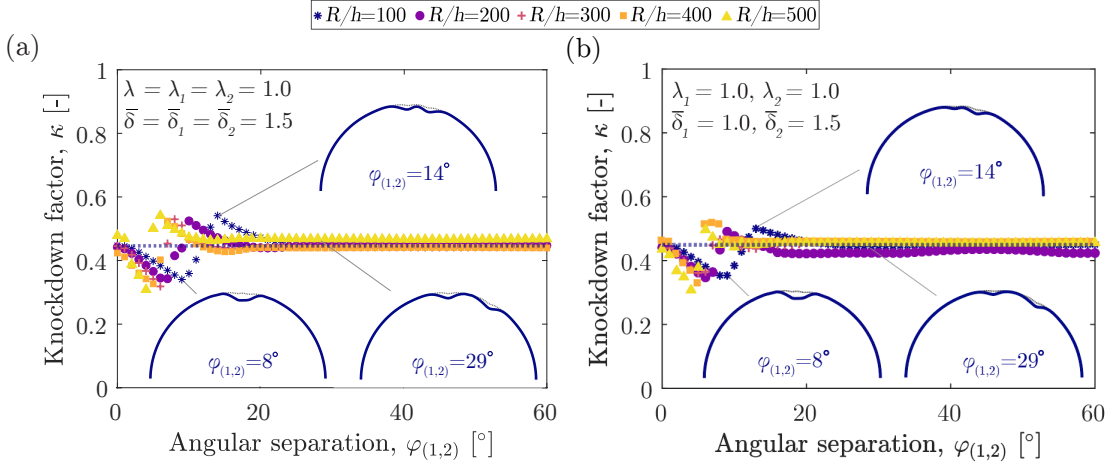 R/h=100 R/h=200 R/h=300 R/h=400 R/h=500
(a)
λ = λ₁ = λ₂ = 1.0
δ̅ = δ̅₁ = δ̅₂ = 1.5
φ(1,2)=14°
φ(1,2)=8°
φ(1,2)=29°
Knockdown factor, κ [-]
1
0.8
0.6
0.4
0.2
0
0 20 40 60
Angular separation, φ(1,2) [°]
(b)
λ₁ = 1.0, λ₂ = 1.0
δ̅₁ = 1.0, δ̅₂ = 1.5
φ(1,2)=14°
φ(1,2)=8°
φ(1,2)=29°
Knockdown factor, κ [-]
1
0.8
0.6
0.4
0.2
0
0 20 40 60
Angular separation, φ(1,2) [°]